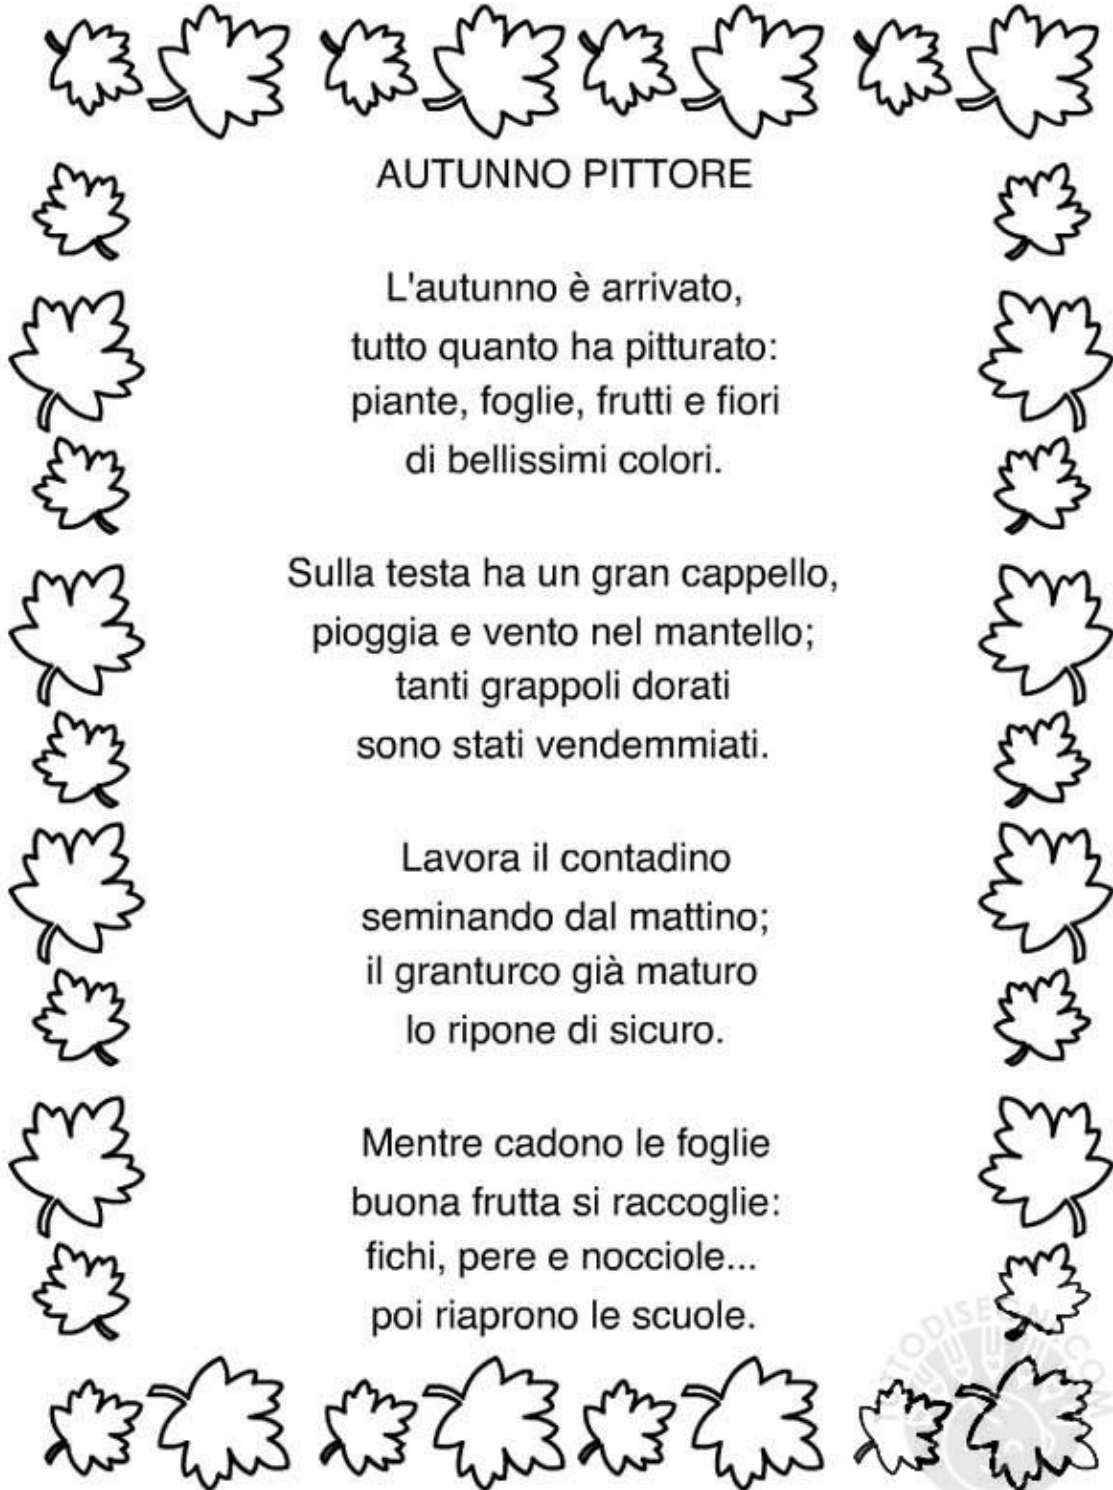 AUTUNNO PITTORE
L'autunno è arrivato,
tutto quanto ha pitturato:
piante, foglie, frutti e fiori
di bellissimi colori.
Sulla testa ha un gran cappello,
pioggia e vento nel mantello;
tanti grappoli dorati
sono stati vendemmiati.
Lavora il contadino
seminando dal mattino;
il granturco già maturo
lo ripone di sicuro.
Mentre cadono le foglie
buona frutta si raccoglie:
fichi, pere e nocciole...
poi riaprono le scuole.